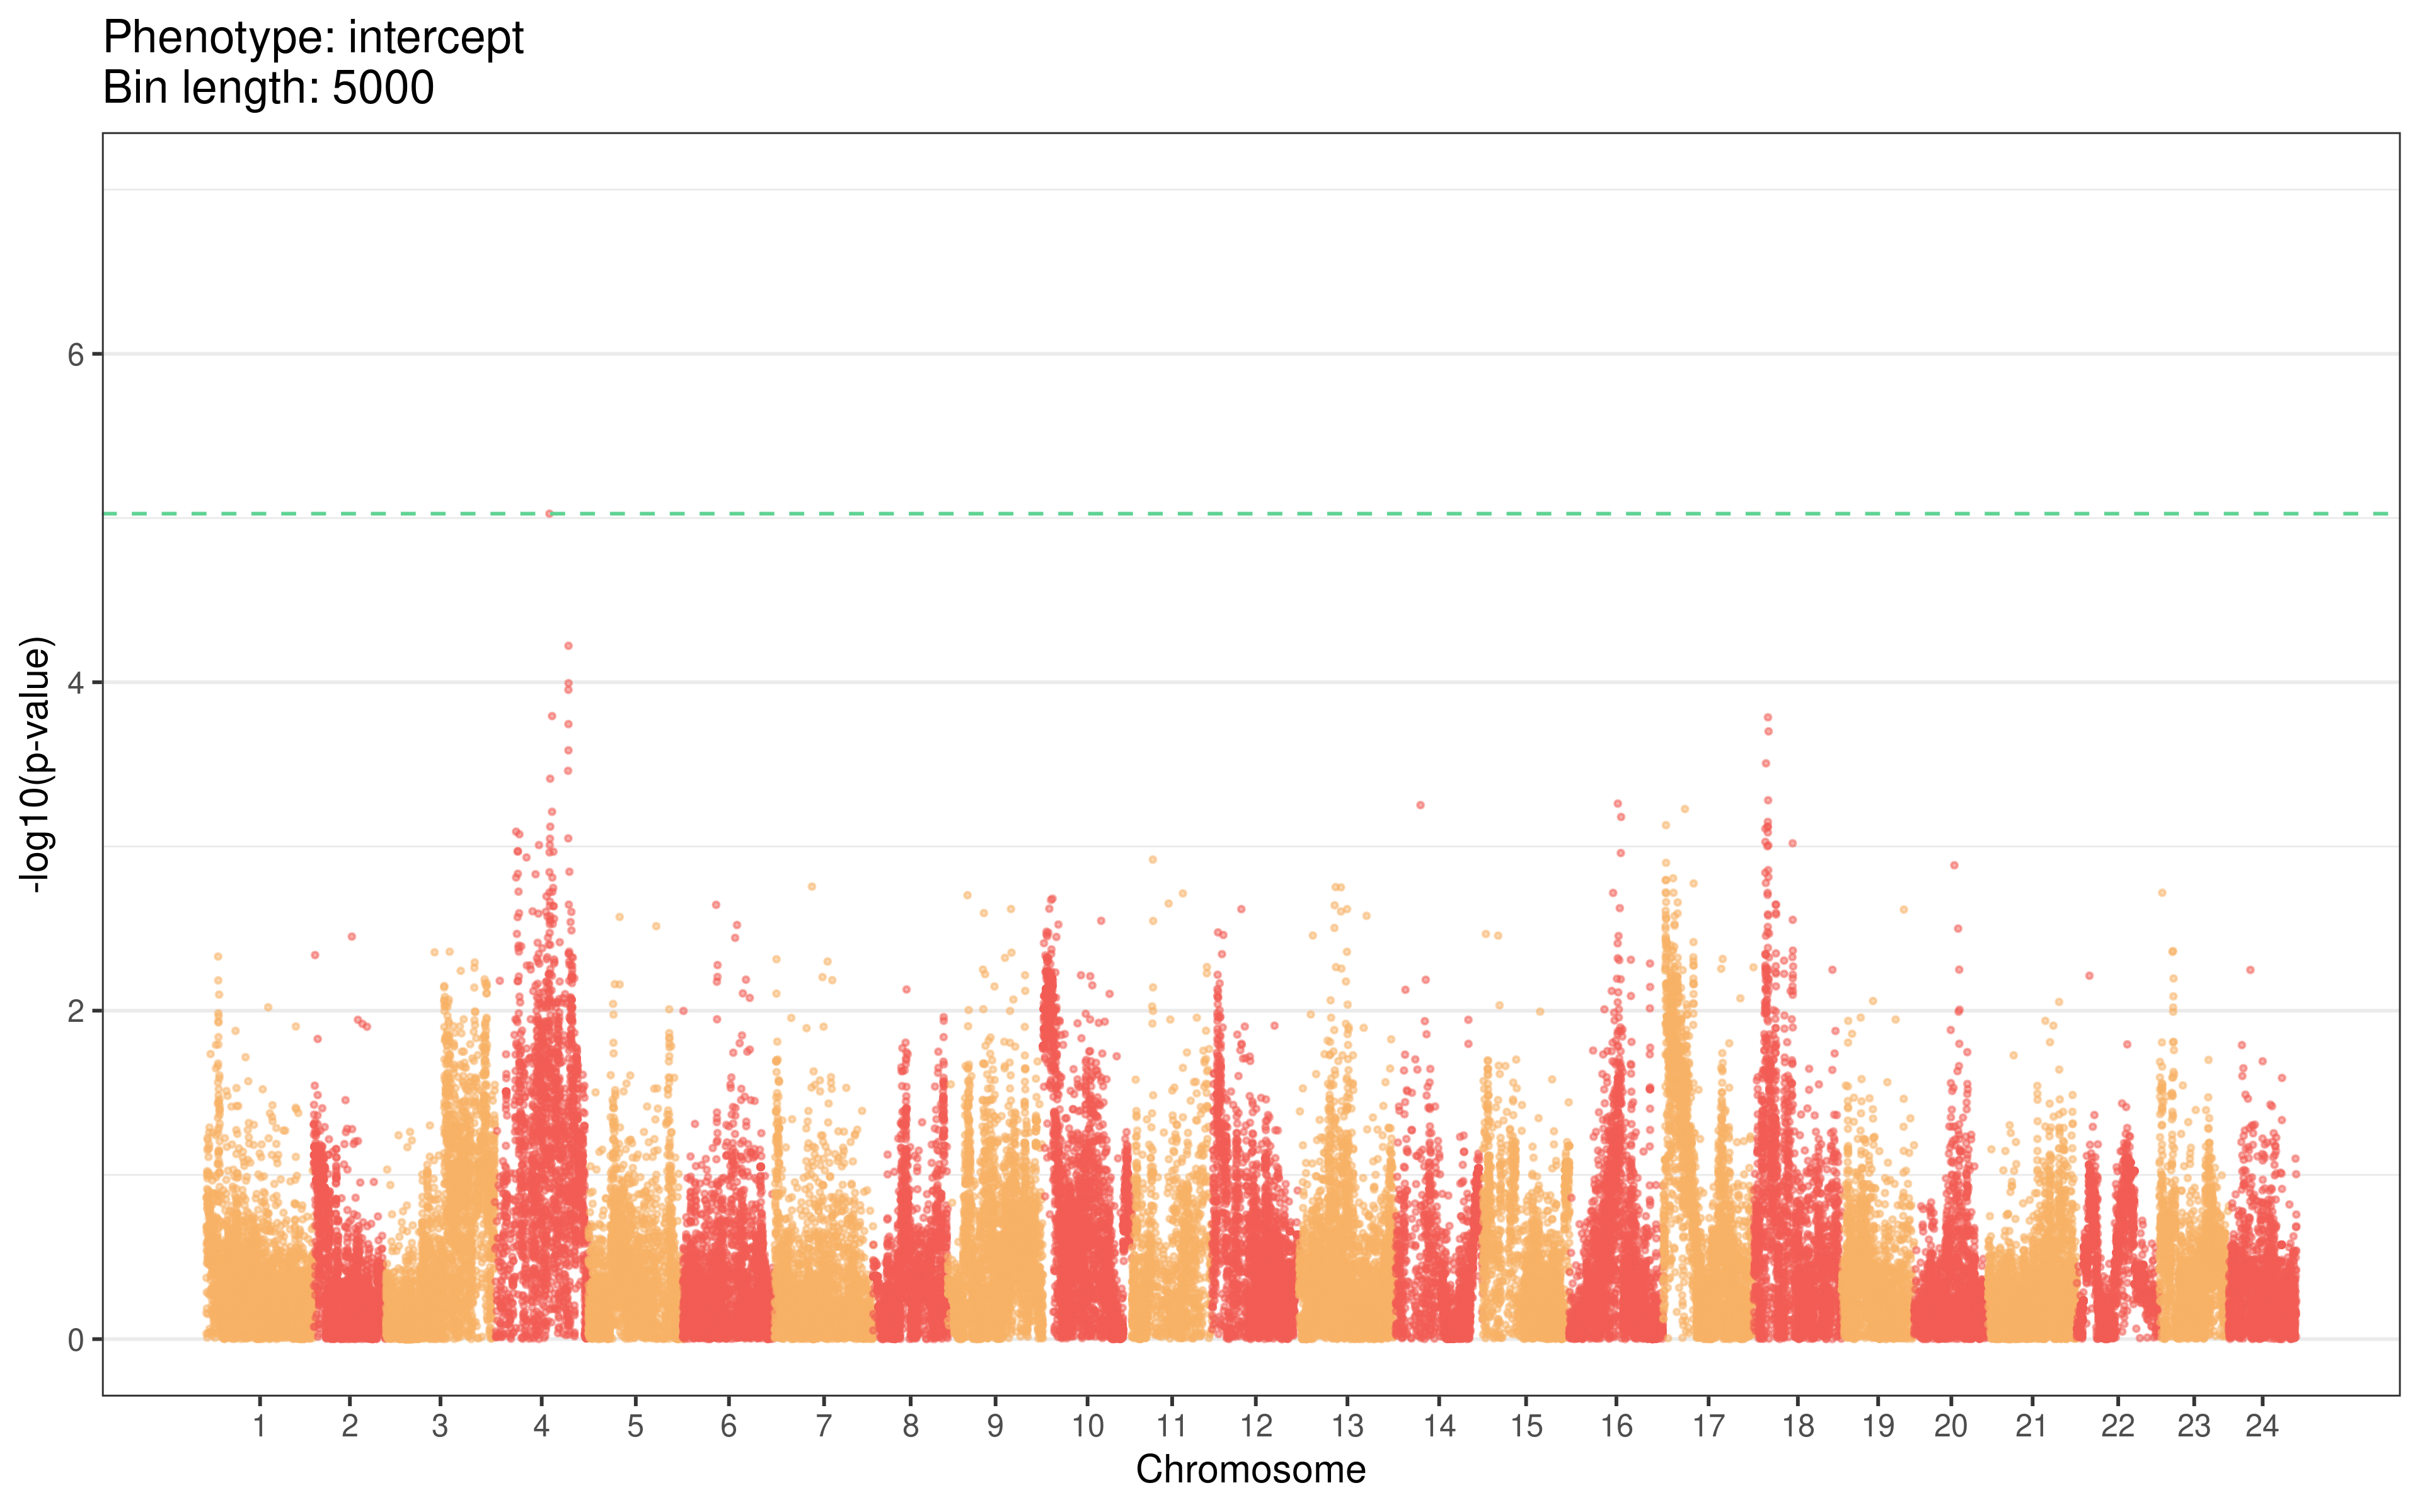 Phenotype: intercept
Bin length: 5000
6
4
2
0
-log10(p-value)
1 2 3 4 5 6 7 8 9 10 11 12 13 14 15 16 17 18 19 20 21 22 23 24
Chromosome